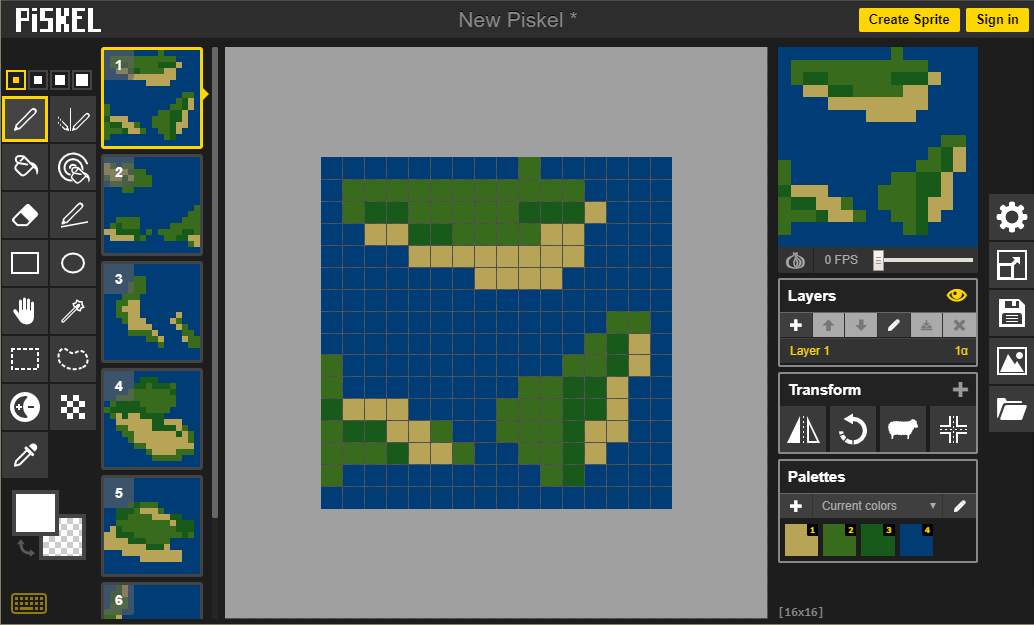 PiSKEL
New Piskel *
Create Sprite
Sign in
1
2
3
4
5
6
0 FPS
Layers
Layer 1
1α
Transform
Palettes
Current colors
1
2
3
4
[16x16]